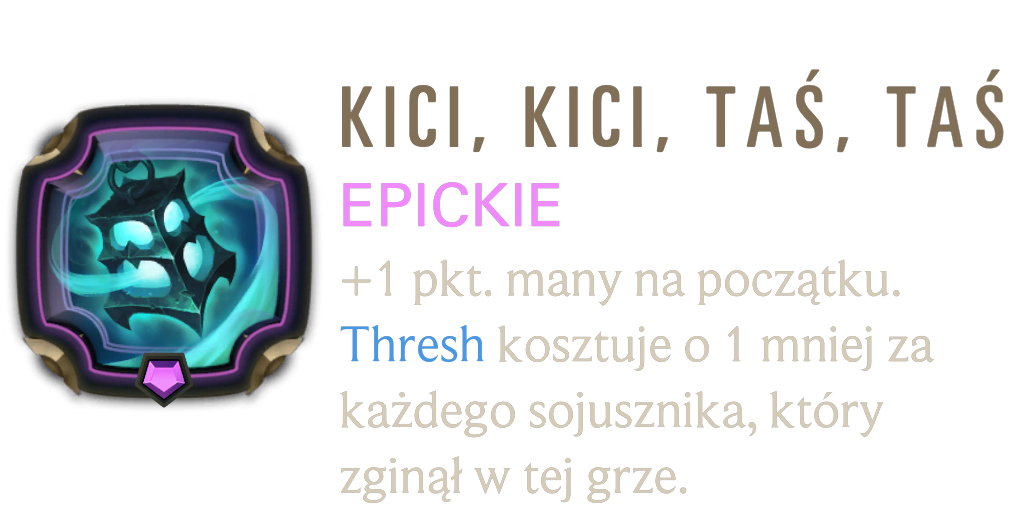 KICI, KICI, TAŚ, TAŚ
EPICKIE
+1 pkt. many na początku.
Thresh kosztuje o 1 mniej za
każdego sojusznika, który
zginął w tej grze.